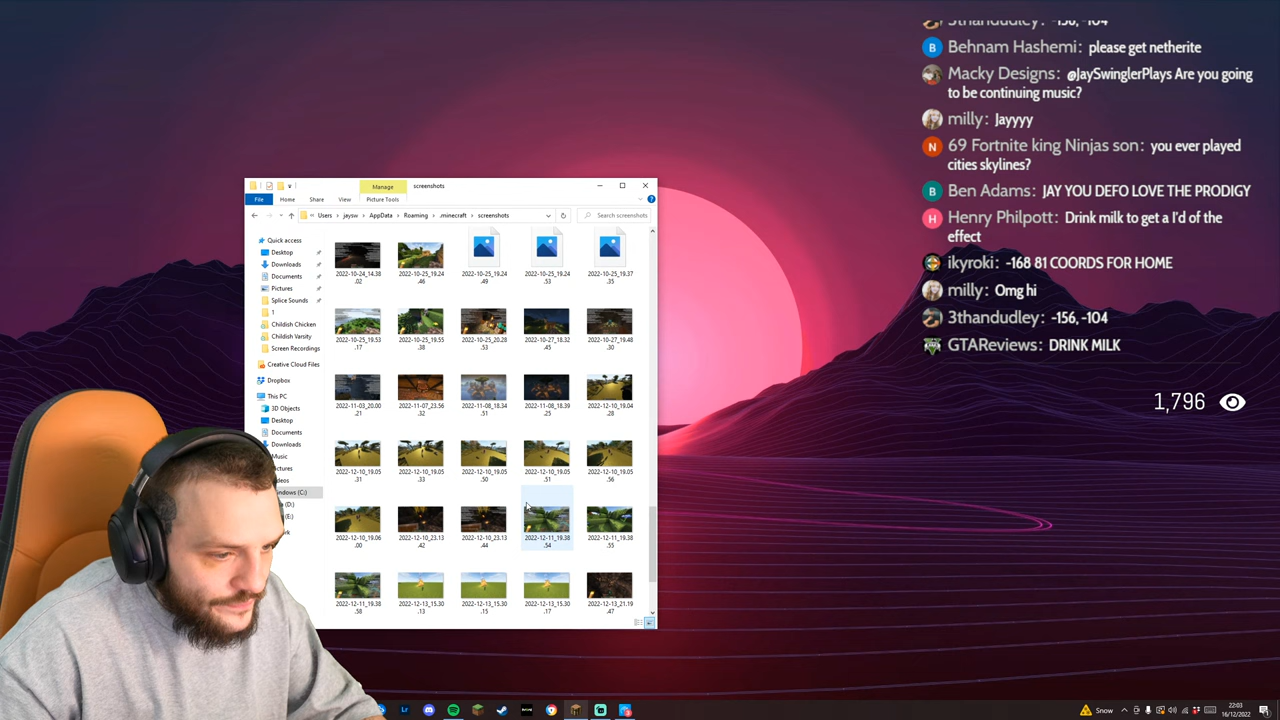 Manage
screenshots
File
Home
Share
View
Picture Tools
Users
jaysw
AppData
Roaming
.minecraft
screenshots
Search screenshots
Quick access
Desktop
Downloads
Documents
Pictures
Splice Sounds
1
Childish Chicken
Childish Varsity
Screen Recordings
Creative Cloud Files
Dropbox
This PC
3D Objects
Desktop
Documents
Downloads
Music
2022-10-24_14.38
.02
2022-10-25_19.24
.46
2022-10-25_19.24
.49
2022-10-25_19.24
.53
2022-10-25_19.37
.35
2022-10-25_19.53
.17
2022-10-25_19.55
.38
2022-10-25_20.28
.53
2022-10-27_18.32
.45
2022-10-27_19.48
.30
2022-11-03_20.00
.21
2022-11-07_23.56
.32
2022-11-08_18.34
.51
2022-11-08_18.39
.25
2022-12-10_19.04
.28
2022-12-10_19.05
.31
2022-12-10_19.05
.33
2022-12-10_19.05
.50
2022-12-10_19.05
.51
2022-12-10_19.05
.56
2022-12-10_19.06
.00
2022-12-10_23.13
.42
2022-12-10_23.13
.44
2022-12-11_19.38
.54
2022-12-11_19.38
.55
2022-12-11_19.38
.58
2022-12-13_15.30
.13
2022-12-13_15.30
.15
2022-12-13_15.30
.17
2022-12-13_21.19
.47
3thandudley: -156, -104
Behnam Hashemi: please get netherite
Macky Designs: @JaySwinglerPlays Are you going
to be continuing music?
milly: Jayyyy
69 Fortnite king Ninjas son: you ever played
cities skylines?
Ben Adams: JAY YOU DEFO LOVE THE PRODIGY
Henry Philpott: Drink milk to get a rid of the
effect
ikyroki: -168 81 COORDS FOR HOME
milly: Omg hi
3thandudley: -156, -104
GTAReviews: DRINK MILK
1,796
Snow
22:03
16/12/2022